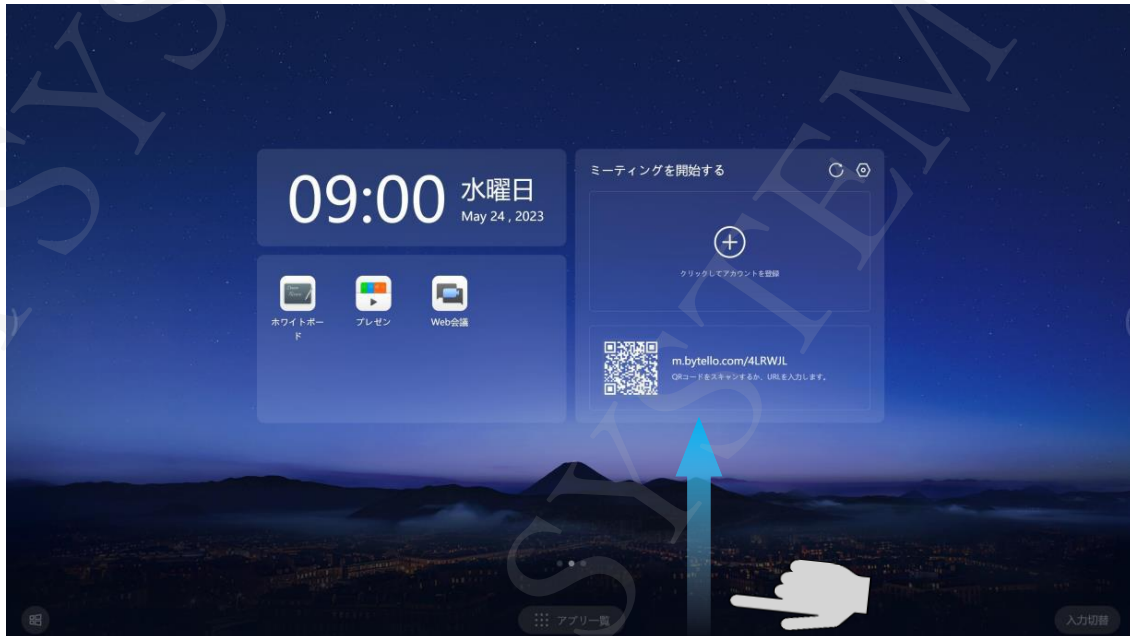 09:00
水曜日
May 24 , 2023
ホワイトボー
ド
プレゼン
Web会議
ミーティングを開始する
クリックしてアカウントを登録
m.bytello.com/4LRWJL
QRコードをスキャンするか、URLを入力します。
アプリ一覧
入力切替
SYSTEM